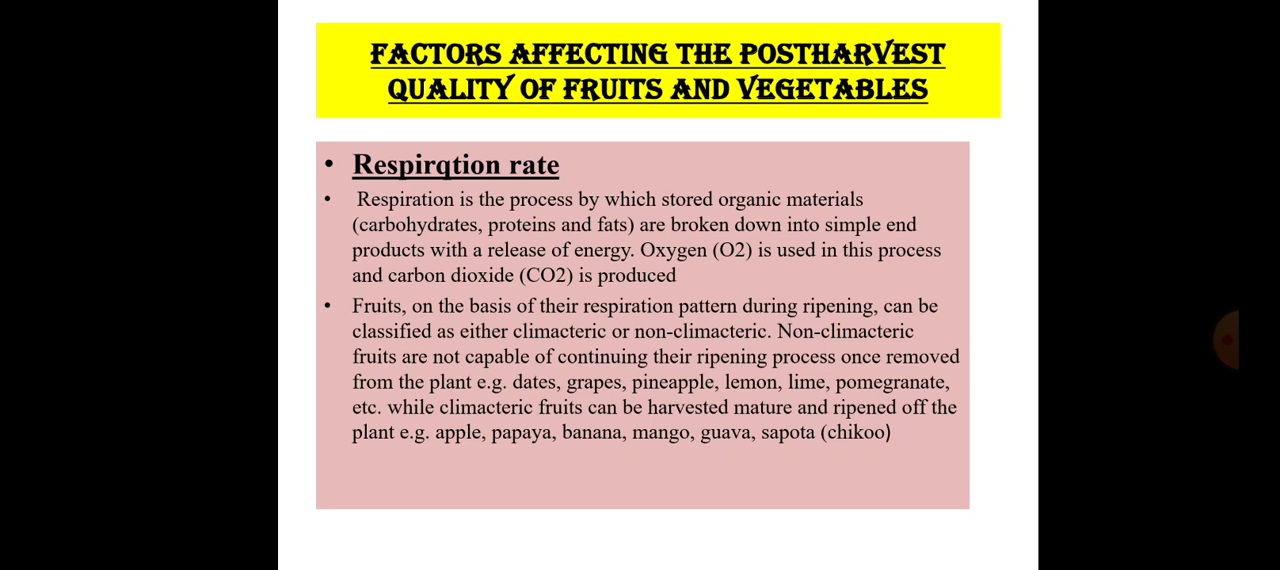 FACTORS AFFECTING THE POSTHARVEST
QUALITY OF FRUITS AND VEGETABLES
• Respirqtion rate
• Respiration is the process by which stored organic materials
(carbohydrates, proteins and fats) are broken down into simple end
products with a release of energy. Oxygen (O2) is used in this process
and carbon dioxide (CO2) is produced
• Fruits, on the basis of their respiration pattern during ripening, can be
classified as either climacteric or non-climacteric. Non-climacteric
fruits are not capable of continuing their ripening process once removed
from the plant e.g. dates, grapes, pineapple, lemon, lime, pomegranate,
etc. while climacteric fruits can be harvested mature and ripened off the
plant e.g. apple, papaya, banana, mango, guava, sapota (chikoo)